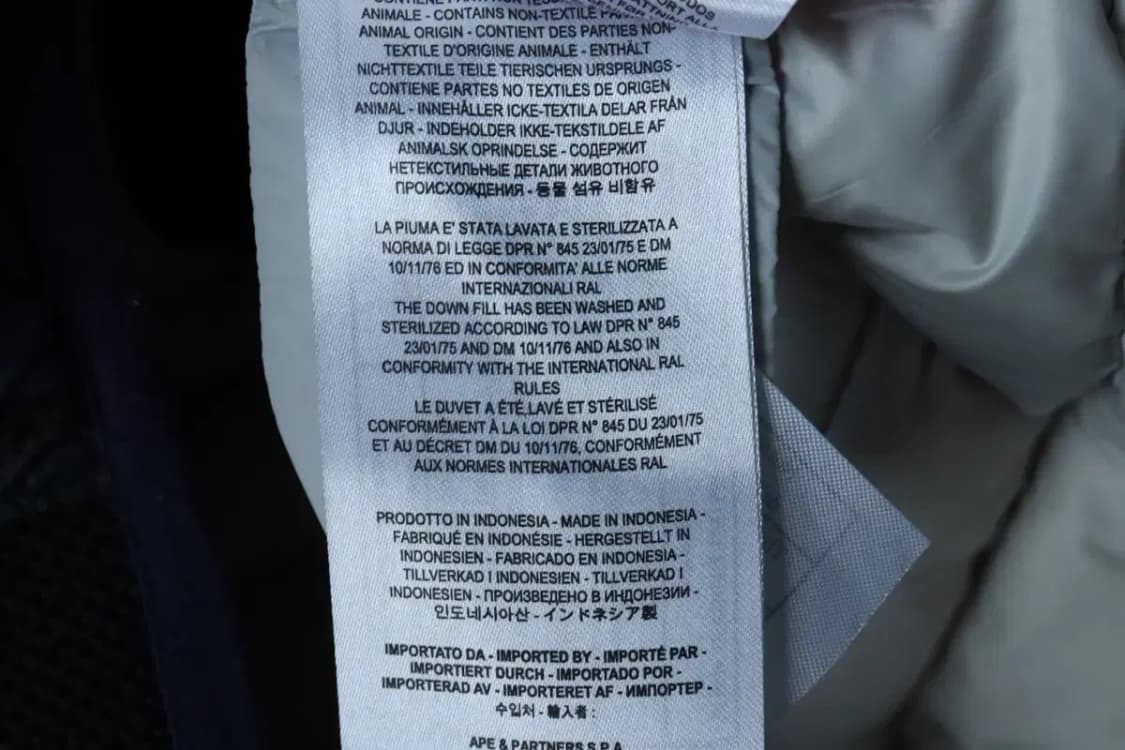 ANIMALE - CONTAINS NON-TEXTILE PARTS
ANIMAL ORIGIN - CONTIENT DES PARTIES NON-
TEXTILE D'ORIGINE ANIMALE - ENTHÄLT
NICHTTEXTILE TEILE TIERISCHEN URSPRUNGS -
CONTIENE PARTES NO TEXTILES DE ORIGEN
ANIMAL - INNEHÅLLER ICKE-TEXTILA DELAR FRÅN
DJUR - INDEHOLDER IKKE-TEKSTILDELE AF
ANIMALSK OPRINDELSE - СОДЕРЖИТ
НЕТЕКСТИЛЬНЫЕ ДЕТАЛИ ЖИВОТНОГО
ПРОИСХОЖДЕНИЯ - 동물 섬유 비함유
LA PIUMA E' STATA LAVATA E STERILIZZATA A
NORMA DI LEGGE DPR N° 845 23/01/75 E DM
10/11/76 ED IN CONFORMITA' ALLE NORME
INTERNAZIONALI RAL
THE DOWN FILL HAS BEEN WASHED AND
STERILIZED ACCORDING TO LAW DPR N° 845
23/01/75 AND DM 10/11/76 AND ALSO IN
CONFORMITY WITH THE INTERNATIONAL RAL
RULES
LE DUVET A ÉTÉ LAVÉ ET STÉRILISÉ
CONFORMÉMENT À LA LOI DPR N° 845 DU 23/01/75
ET AU DÉCRET DM DU 10/11/76, CONFORMÉMENT
AUX NORMES INTERNATIONALES RAL
PRODOTTO IN INDONESIA - MADE IN INDONESIA -
FABRIQUÉ EN INDONÉSIE - HERGESTELLT IN
INDONESIEN - FABRICADO EN INDONESIA -
TILLVERKAD I INDONESIEN - TILLVERKAD I
INDONESIEN - ПРОИЗВЕДЕНО В ИНДОНЕЗИИ -
인도네시아산 - インドネシア製
IMPORTATO DA - IMPORTED BY - IMPORTÉ PAR -
IMPORTIERT DURCH - IMPORTADO POR -
IMPORTERAD AV - IMPORTERET AF - ИМПОРТЕР -
수입처 - 輸入者 :
APE & PARTNERS S.P.A.